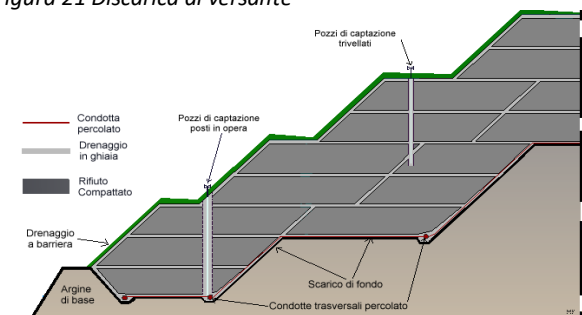 Figura 21 Discarica di versante
Pozzi di captazione
trivellati
Condotta
percolato
Drenaggio
in ghiaia
Rifiuto
Compattato
Pozzi di captazione
posti in opera
Drenaggio
a barriera
Argine
di base
Scarico di fondo
Condotte trasversali percolato